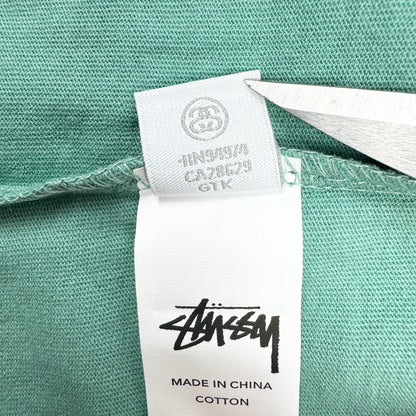 RN94974
CA28629
GTK
STÜSSY
MADE IN CHINA
COTTON